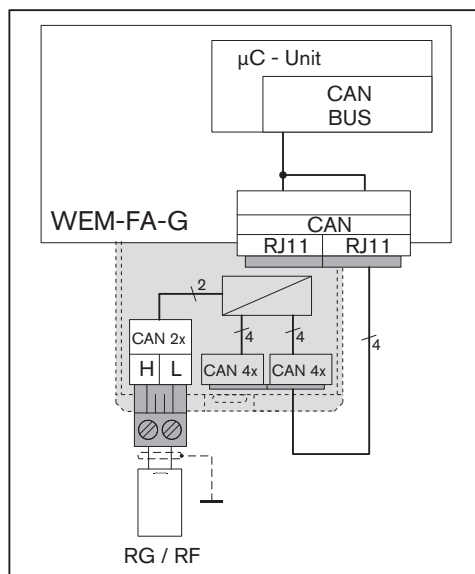 µC - Unit
CAN
BUS
WEM-FA-G
CAN
RJ11 RJ11
2
CAN 2x
H L
4 4 4
CAN 4x CAN 4x
RG / RF